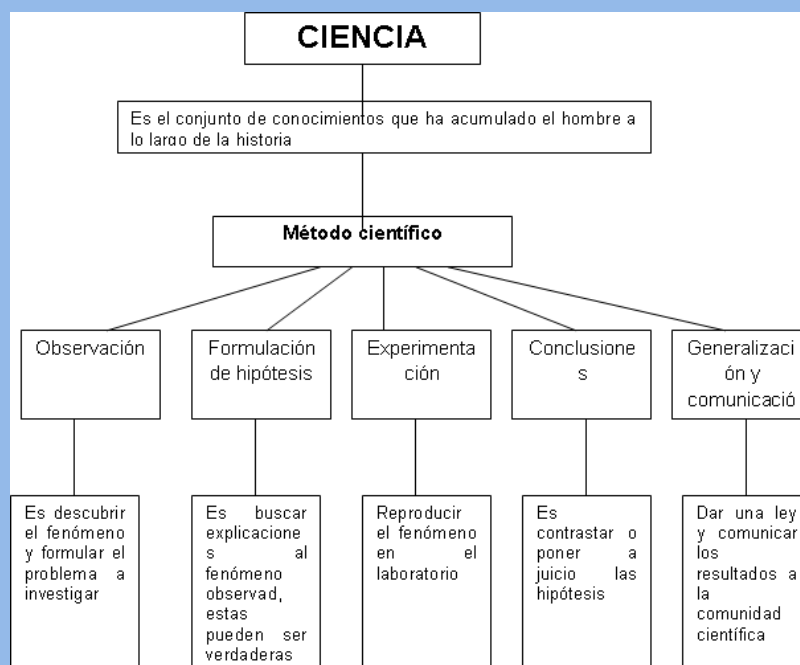 CIENCIA
Es el conjunto de conocimientos que ha acumulado el hombre a
lo largo de la historia
Método científico
Observación
Formulación
de hipótesis
Experimenta
ción
Conclusione
s
Generalizaci
ón y
comunicació
Es descubrir
el fenómeno
y formular el
problema a
investigar
Es buscar
explicacione
s al
fenómeno
observad,
estas
pueden ser
verdaderas
Reproducir
el fenómeno
en el
laboratorio
Es
contrastar o
poner a
juicio las
hipótesis
Dar una ley
y comunicar
los
resultados a
la
comunidad
científica